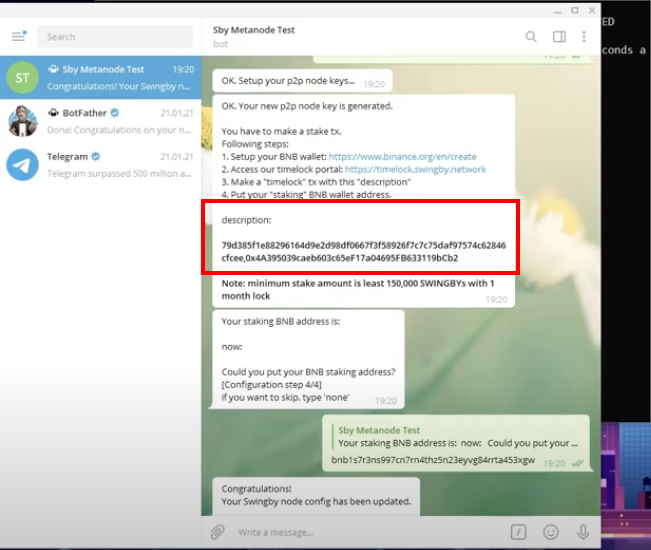 ED
conds a
Search
ST
Sby Metanode Test 19:20
Congratulations! Your Swingby n...
BotFather 21.01.21
Done! Congratulations on your n...
Telegram 21.01.21
Telegram surpassed 500 million a...
Sby Metanode Test
bot
OK. Setup your p2p node keys... 19:20
OK. Your new p2p node key is generated.
You have to make a stake tx.
Following steps:
1. Setup your BNB wallet: https://www.binance.org/en/create
2. Access our timelock portal: https://timelock.swingby.network
3. Make a "timelock" tx with this "description"
4. Put your "staking" BNB wallet address.
description:
79d385f1e88296164d9e2d98df0667f3f58926f7c7c75daf97574c62846
cfcee,0x4A395039caeb603c65eF17a04695FB633119bCb2
Note: minimum stake amount is least 150,000 SWINGBYs with 1
month lock
19:20
Your staking BNB address is:
now:
Could you put your BNB staking address?
[Configuration step 4/4]
if you want to skip, type 'none' 19:20
Sby Metanode Test
Your staking BNB address is: now: Could you put your ...
bnb1s7r3ns997cn7rn4thz5n23eyvg84rrta453xgw 19:20
Congratulations!
Your Swingby node config has been updated.
Write a message...